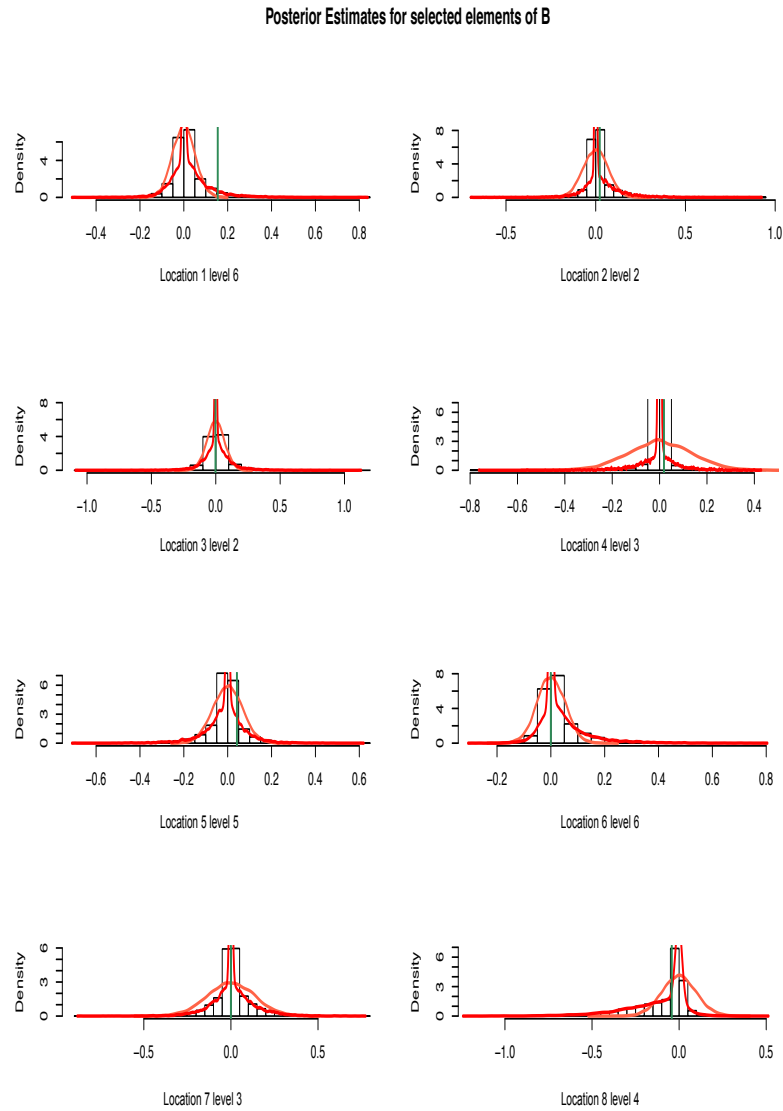 Posterior Estimates for selected elements of B
Density
0 4
−0.4 −0.2 0.0 0.2 0.4 0.6 0.8
Location 1 level 6
Density
0 4 8
−0.5 0.0 0.5 1.0
Location 2 level 2
Density
0 4 8
−1.0 −0.5 0.0 0.5 1.0
Location 3 level 2
Density
0 3 6
−0.8 −0.6 −0.4 −0.2 0.0 0.2 0.4
Location 4 level 3
Density
0 3 6
−0.6 −0.4 −0.2 0.0 0.2 0.4 0.6
Location 5 level 5
Density
0 4 8
−0.2 0.0 0.2 0.4 0.6 0.8
Location 6 level 6
Density
0 3 6
−0.5 0.0 0.5
Location 7 level 3
Density
0 3 6
−1.0 −0.5 0.0 0.5
Location 8 level 4